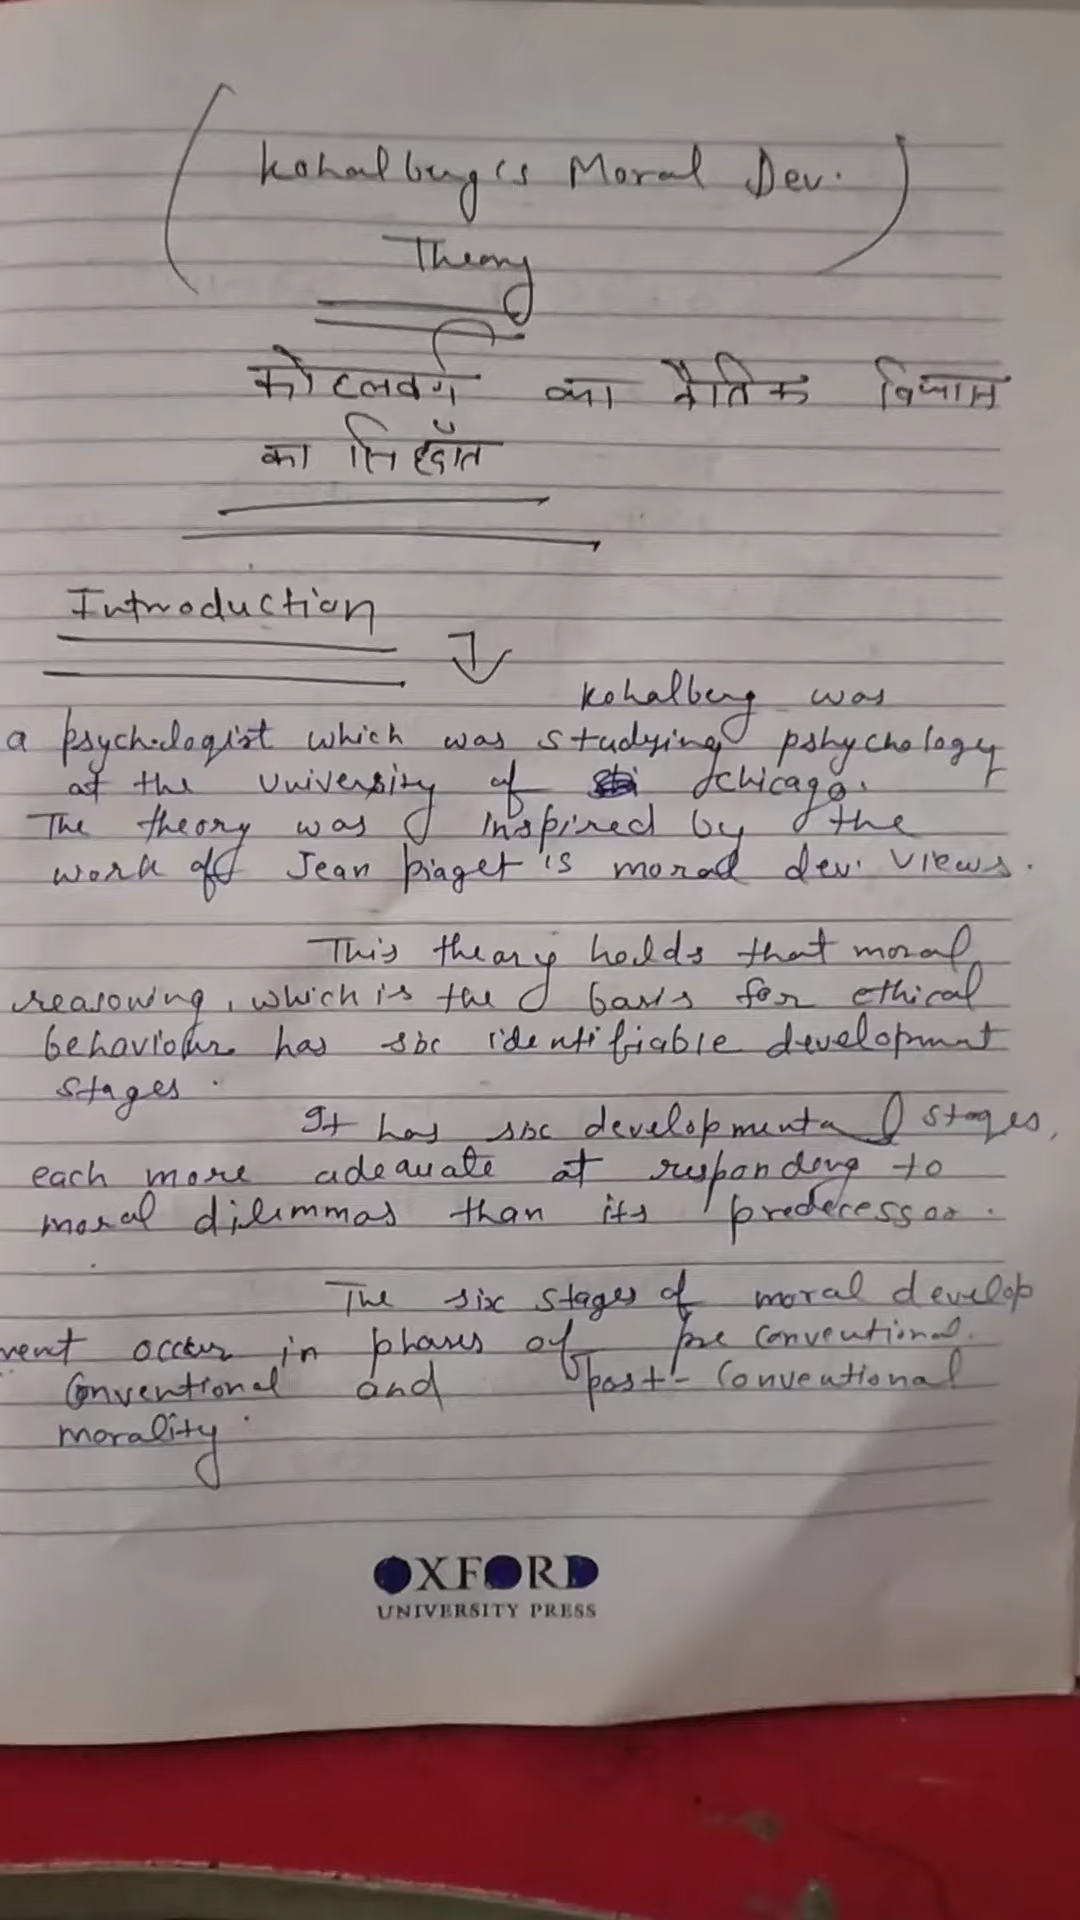 Kohalberg's Moral Dev.
Theory
कोहलबर्ग का नैतिक विकास
का सिद्धाँत
Introduction
Kohalberg was
a psychologist which was studying pshychology
at the University of chicago.
The theory was inspired by the
work of Jean piaget's moral dev. views.
This theory holds that moral
reasoning, which is the basis for ethical
behaviour has six identifiable development
stages.
It has six developmental stages,
each more adequate at responding to
moral dilimmas than its predecessor.
The six stages of moral develop
ment occur in phases of pre conventional.
Conventional and post-Conventional
morality.
OXFORD
UNIVERSITY PRESS